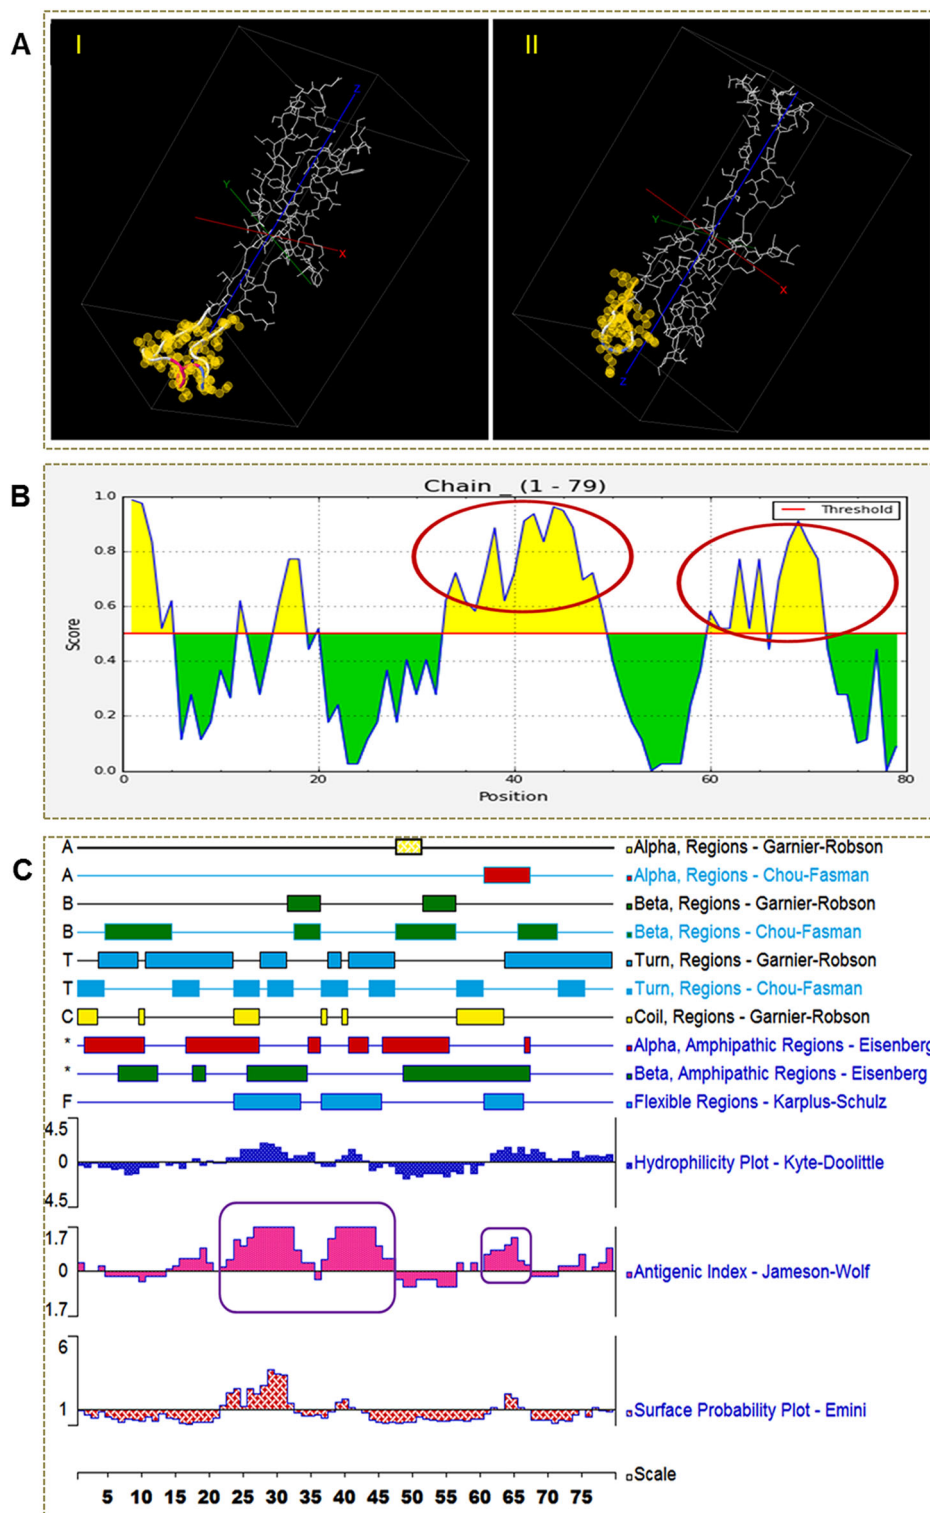 A
I
II
Z
Y
X
Y
X
Z
B
Chain _ (1 - 79)
Threshold
1.0
0.8
0.6
0.4
0.2
0.0
Score
0 20 40 60 80
Position
C
A Alpha, Regions - Garnier-Robson
A Alpha, Regions - Chou-Fasman
B Beta, Regions - Garnier-Robson
B Beta, Regions - Chou-Fasman
T Turn, Regions - Garnier-Robson
T Turn, Regions - Chou-Fasman
C Coil, Regions - Garnier-Robson
* Alpha, Amphipathic Regions - Eisenberg
* Beta, Amphipathic Regions - Eisenberg
F Flexible Regions - Karplus-Schulz
4.5
0 Hydrophilicity Plot - Kyte-Doolittle
4.5
1.7
0 Antigenic Index - Jameson-Wolf
1.7
6
1 Surface Probability Plot - Emini
Scale
5 10 15 20 25 30 35 40 45 50 55 60 65 70 75